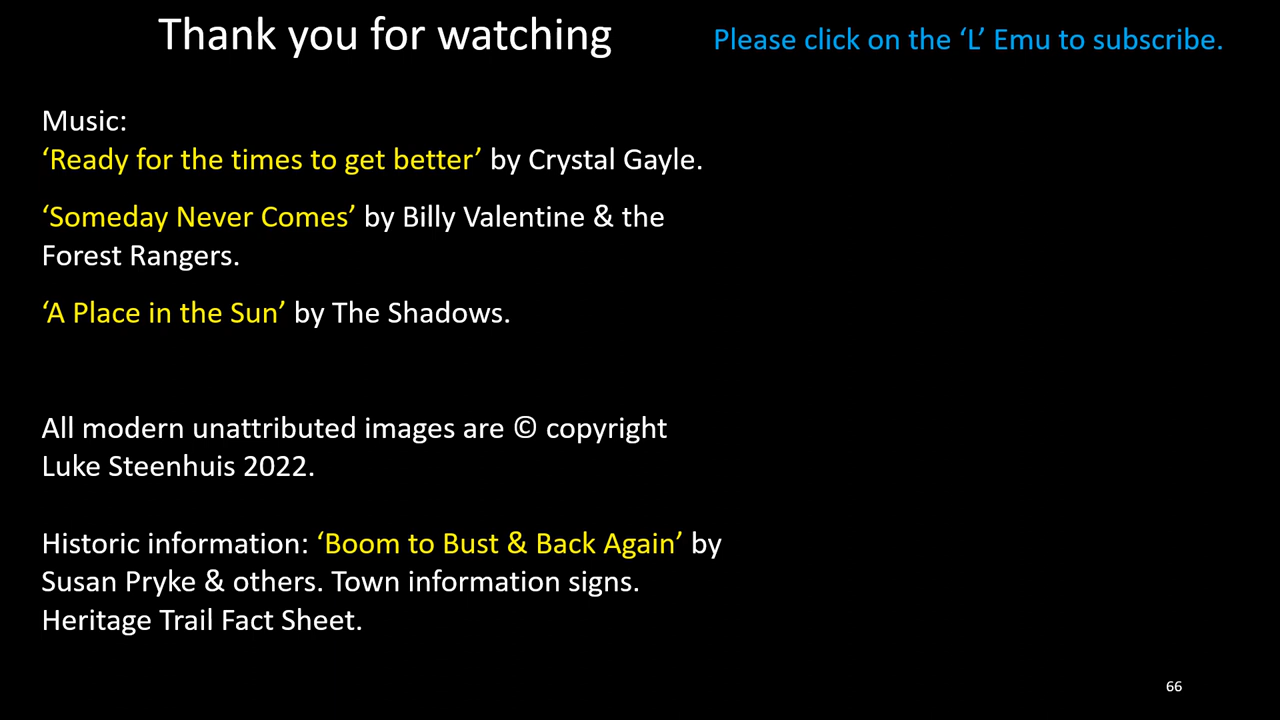 Thank you for watching
Please click on the ‘L’ Emu to subscribe.
Music:
‘Ready for the times to get better’ by Crystal Gayle.
‘Someday Never Comes’ by Billy Valentine & the
Forest Rangers.
‘A Place in the Sun’ by The Shadows.
All modern unattributed images are © copyright
Luke Steenhuis 2022.
Historic information: ‘Boom to Bust & Back Again’ by
Susan Pryke & others. Town information signs.
Heritage Trail Fact Sheet.
66